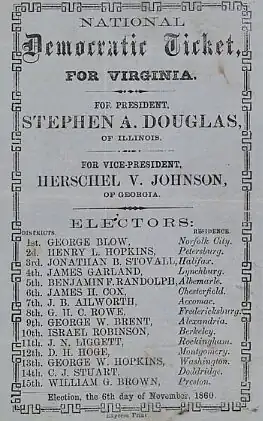 NATIONAL
Democratic Ticket,
FOR VIRGINIA.
FOR PRESIDENT,
STEPHEN A. DOUGLAS,
OF ILLINOIS.
FOR VICE-PRESIDENT,
HERSCHEL V. JOHNSON,
OF GEORGIA.
ELECTORS:
DISTRICTS. RESIDENCE.
1st. GEORGE BLOW, Norfolk City.
2d. HENRY L. HOPKINS, Petersburg.
3rd. JONATHAN B. STOVALL, Halifax.
4th. JAMES GARLAND, Lynchburg.
5th. BENJAMIN F. RANDOLPH, Albemarle.
6th. JAMES H. COX, Chesterfield.
7th. J. B. AILWORTH, Accomac.
8th. G. H. C. ROWE, Fredericksburg.
9th. GEORGE W. BRENT, Alexandria.
10th. ISRAEL ROBINSON, Berkeley.
11th. J. N. LIGGETT, Rockingham.
12th. D. H. HOGE, Montgomery.
13th. GEORGE W. HOPKINS, Washington.
14th. C. J. STUART, Doddridge.
15th. WILLIAM G. BROWN, Preston.
Election, the 6th day of November, 1860.
Express Print